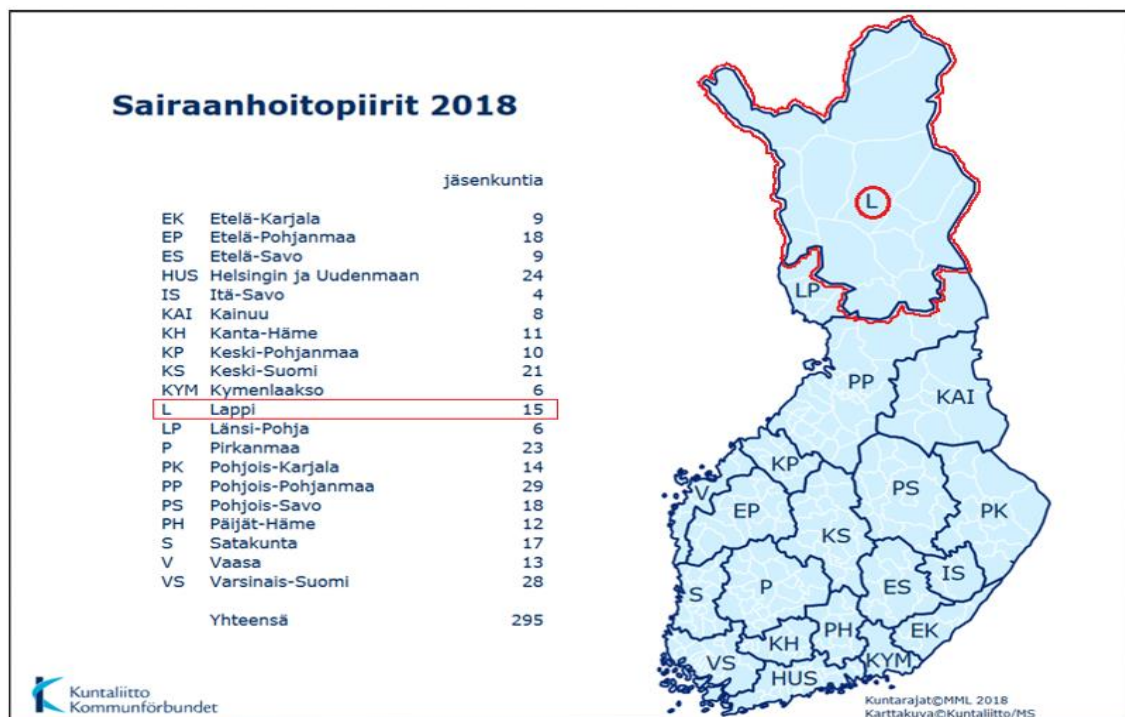 Sairaanhoitopiirit 2018
jäsenkuntia
EK Etelä-Karjala 9
EP Etelä-Pohjanmaa 18
ES Etelä-Savo 9
HUS Helsingin ja Uudenmaan 24
IS Itä-Savo 4
KAI Kainuu 8
KH Kanta-Häme 11
KP Keski-Pohjanmaa 10
KS Keski-Suomi 21
KYM Kymenlaakso 6
L Lappi 15
LP Länsi-Pohja 6
P Pirkanmaa 23
PK Pohjois-Karjala 14
PP Pohjois-Pohjanmaa 29
PS Pohjois-Savo 18
PH Päijät-Häme 12
S Satakunta 17
V Vaasa 13
VS Varsinais-Suomi 28
Yhteensä 295
Kuntaliitto
Kommunförbundet
L
LP
PP
KAI
KP
V
EP
KS
PS
PK
S
P
ES
IS
VS
KH
PH
EK
HUS
KYM
Kuntarajat©MML 2018
Karttakuva©Kuntaliitto/MS